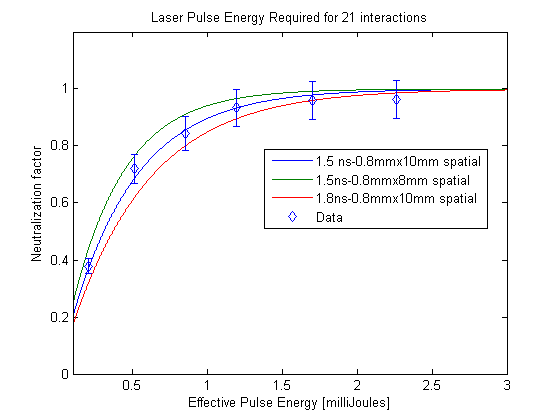 Laser Pulse Energy Required for 21 interactions
Neutralization factor
1
0.8
0.6
0.4
0.2
0
1.5 ns-0.8mmx10mm spatial
1.5ns-0.8mmx8mm spatial
1.8ns-0.8mmx10mm spatial
Data
0.5 1 1.5 2 2.5 3
Effective Pulse Energy [milliJoules]